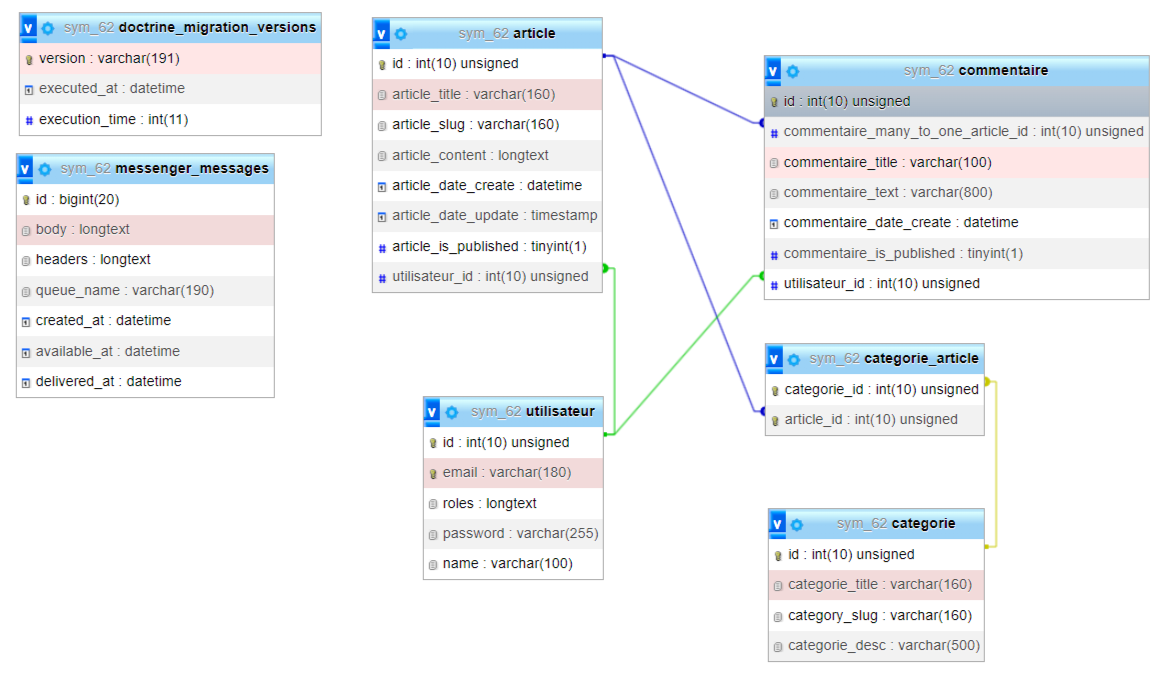 v sym_62 doctrine_migration_versions
version : varchar(191)
executed_at : datetime
# execution_time : int(11)
v sym_62 messenger_messages
id : bigint(20)
body : longtext
headers : longtext
queue_name : varchar(190)
created_at : datetime
available_at : datetime
delivered_at : datetime
v sym_62 article
id : int(10) unsigned
article_title : varchar(160)
article_slug : varchar(160)
article_content : longtext
article_date_create : datetime
article_date_update : timestamp
# article_is_published : tinyint(1)
# utilisateur_id : int(10) unsigned
v sym_62 utilisateur
id : int(10) unsigned
email : varchar(180)
roles : longtext
password : varchar(255)
name : varchar(100)
v sym_62 commentaire
id : int(10) unsigned
# commentaire_many_to_one_article_id : int(10) unsigned
commentaire_title : varchar(100)
commentaire_text : varchar(800)
commentaire_date_create : datetime
# commentaire_is_published : tinyint(1)
# utilisateur_id : int(10) unsigned
v sym_62 categorie_article
categorie_id : int(10) unsigned
article_id : int(10) unsigned
v sym_62 categorie
id : int(10) unsigned
categorie_title : varchar(160)
category_slug : varchar(160)
categorie_desc : varchar(500)